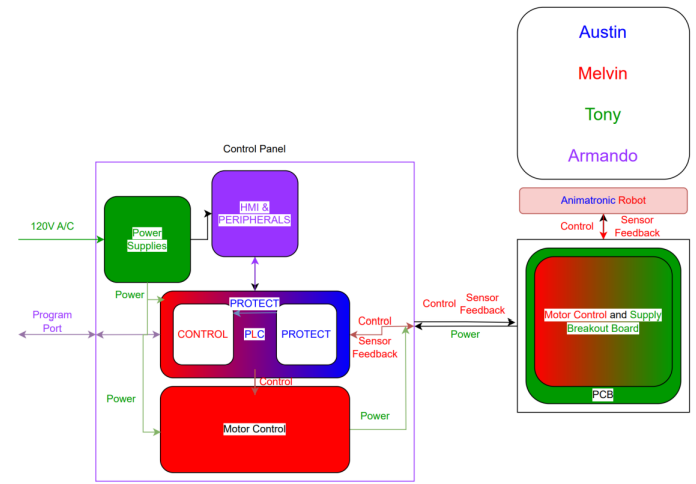 Austin
Melvin
Tony
Armando
Control Panel
HMI &
PERIPHERALS
Animatronic Robot
120V A/C
Power
Supplies
Control
Sensor
Feedback
Power
PROTECT
Program
Port
CONTROL
PLC
PROTECT
Control
Sensor
Feedback
Control
Sensor
Feedback
Power
Motor Control and Supply
Breakout Board
Control
Power
Motor Control
Power
PCB